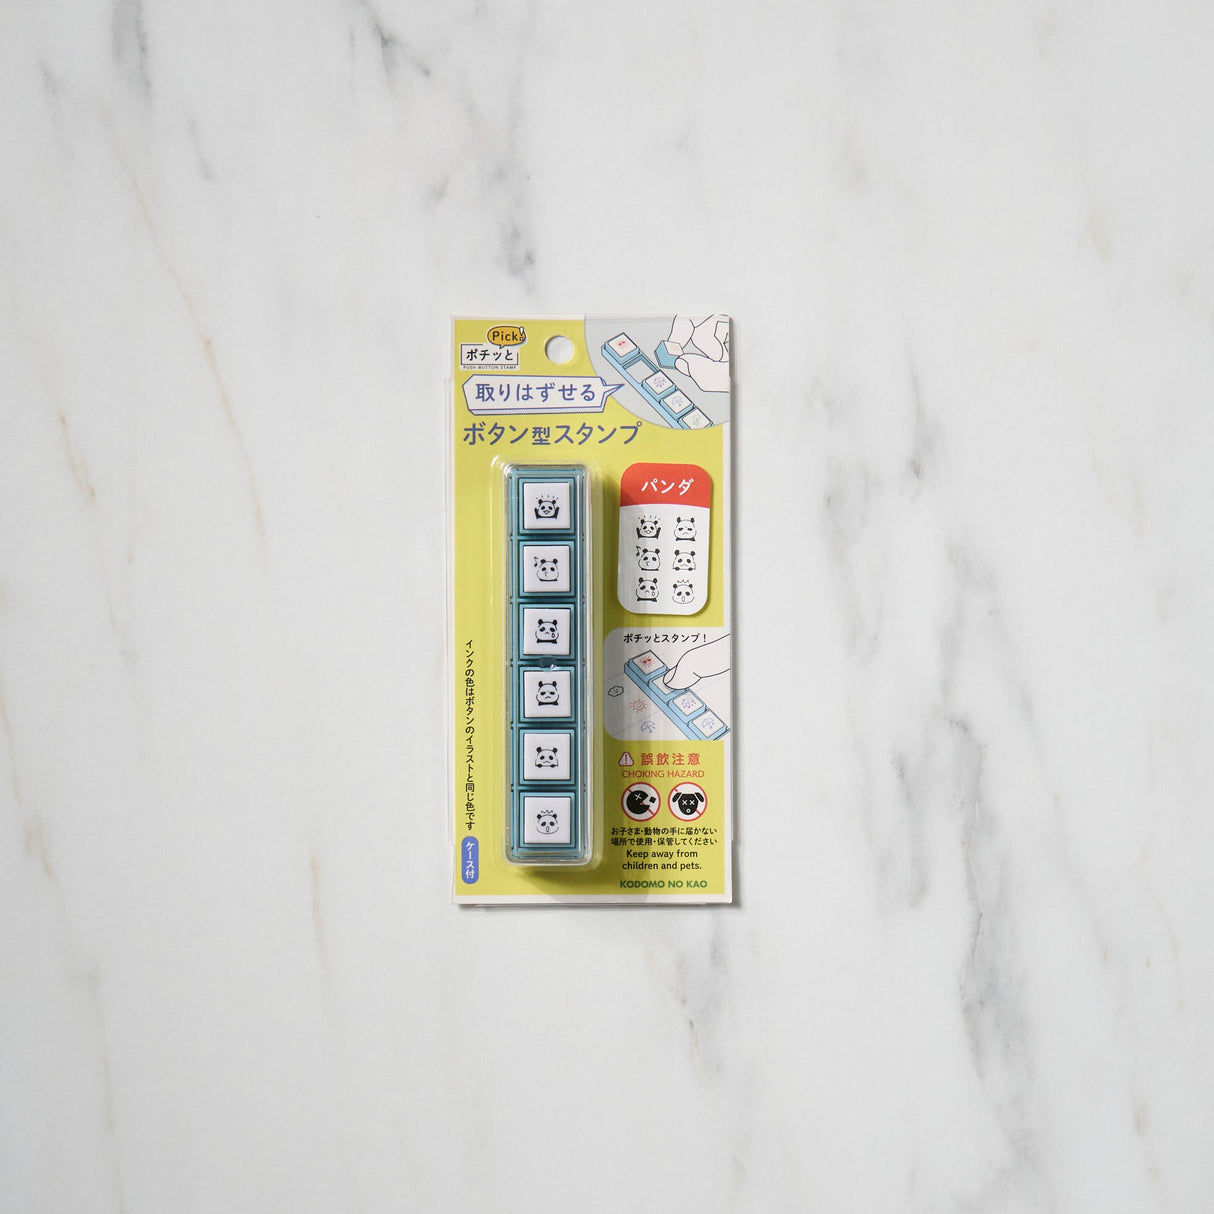 Pick!
ポチッと
PUSH-BUTTON STAMP
取りはずせる
ボタン型スタンプ
パンダ
ポチッとスタンプ！
インクの色はボタンのイラストと同じ色です
ケース付
誤飲注意
CHOKING HAZARD
お子さま・動物の手に届かない
場所で使用・保管してください
Keep away from
children and pets.
KODOMO NO KAO